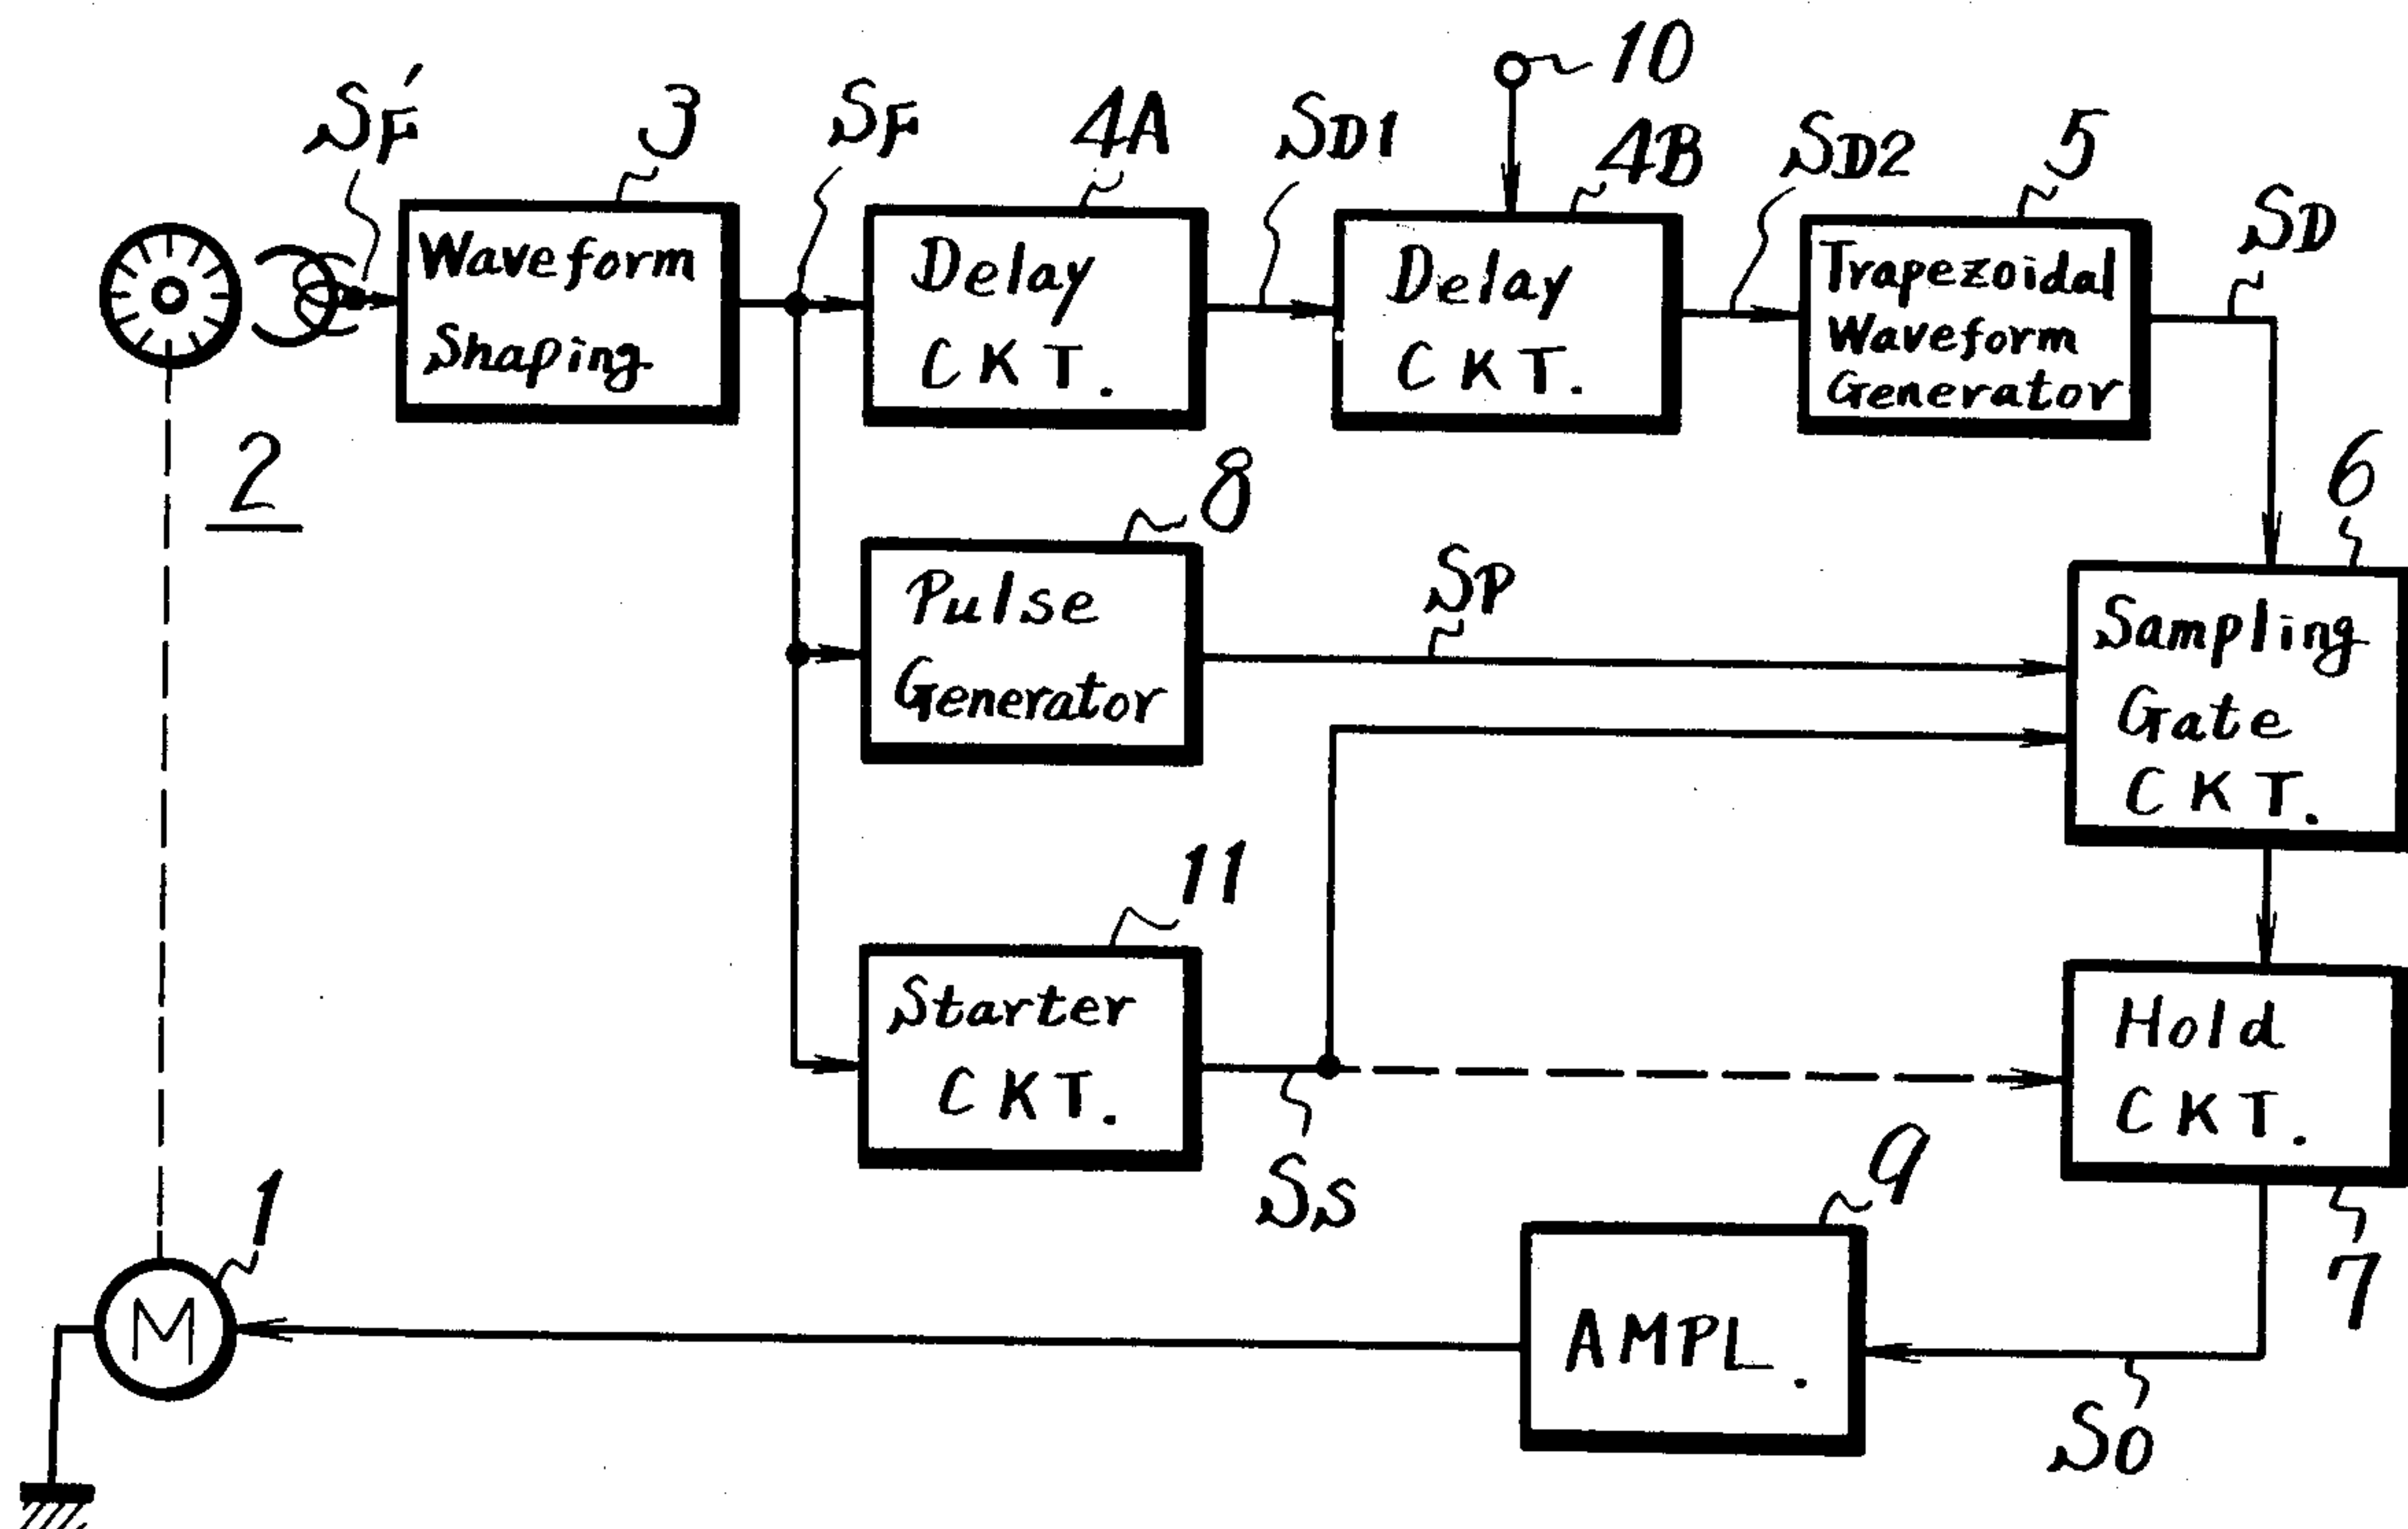 10
SF'
3
SF
4A
SD1
4B
SD2
5
SD
Waveform
Shaping
Delay
CKT.
Delay
CKT.
Trapezoidal
Waveform
Generator
2
8
6
Pulse
Generator
SP
Sampling
Gate
CKT.
11
Starter
CKT.
SS
Hold
CKT.
7
1
M
9
AMPL.
SO